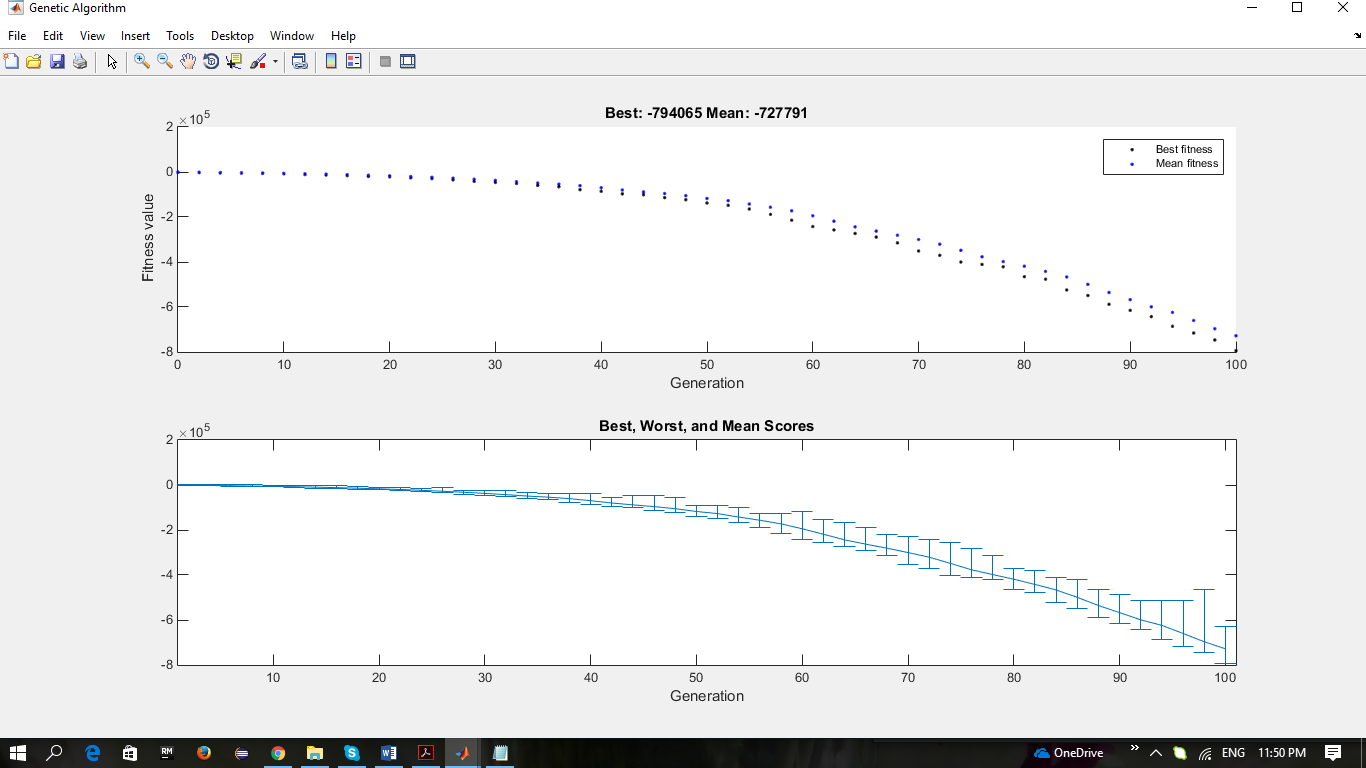 Genetic Algorithm
File Edit View Insert Tools Desktop Window Help
Best: -794065 Mean: -727791
×10^5
2
0
-2
-4
-6
-8
Fitness value
Best fitness
Mean fitness
0 10 20 30 40 50 60 70 80 90 100
Generation
Best, Worst, and Mean Scores
×10^5
2
0
-2
-4
-6
-8
10 20 30 40 50 60 70 80 90 100
Generation
RM OneDrive ENG 11:50 PM